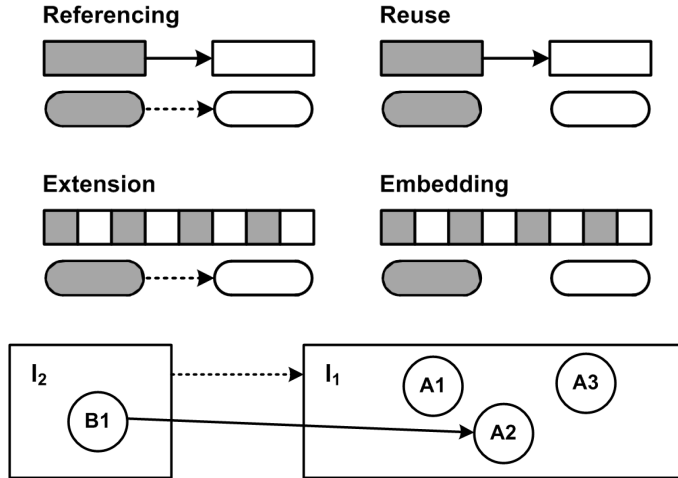 Referencing
Reuse
Extension
Embedding
I₂
I₁
A1
A3
B1
A2